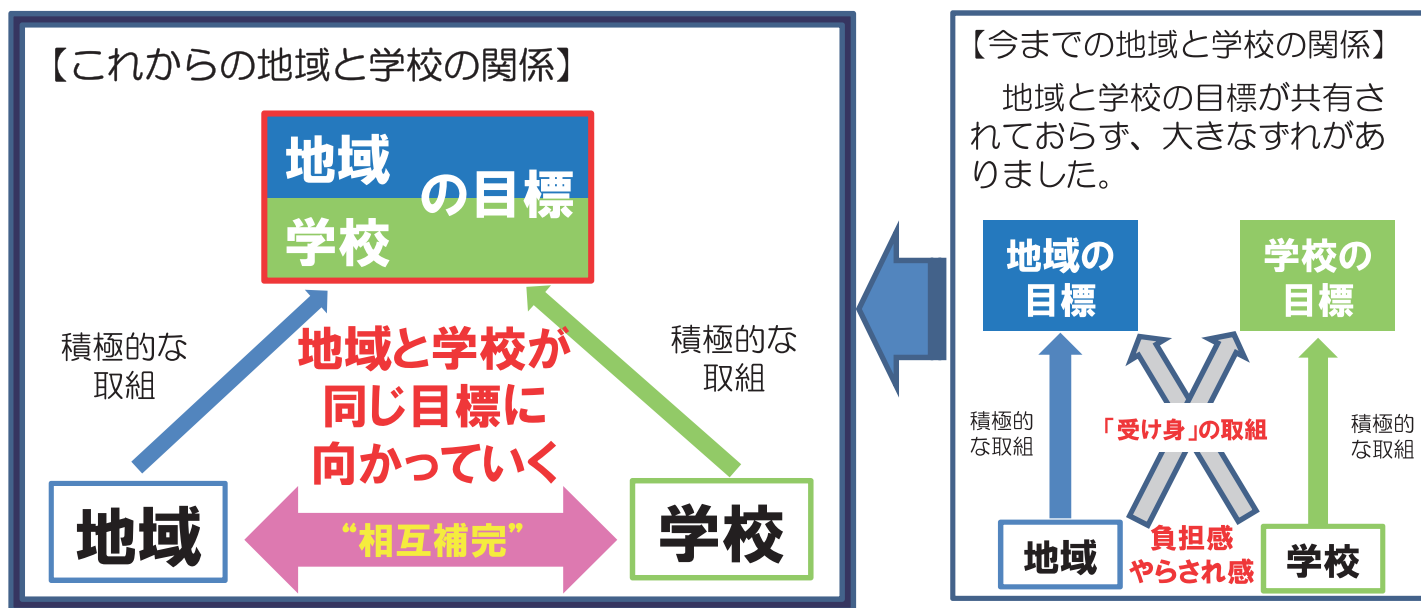 【これからの地域と学校の関係】
地域
学校
の目標
積極的な
取組
地域と学校が
同じ目標に
向かっていく
積極的な
取組
地域
“相互補完”
学校
【今までの地域と学校の関係】
　地域と学校の目標が共有さ
れておらず、大きなずれがあ
りました。
地域の
目標
学校の
目標
積極的
な取組
「受け身」の取組
積極的
な取組
地域
負担感
やらされ感
学校